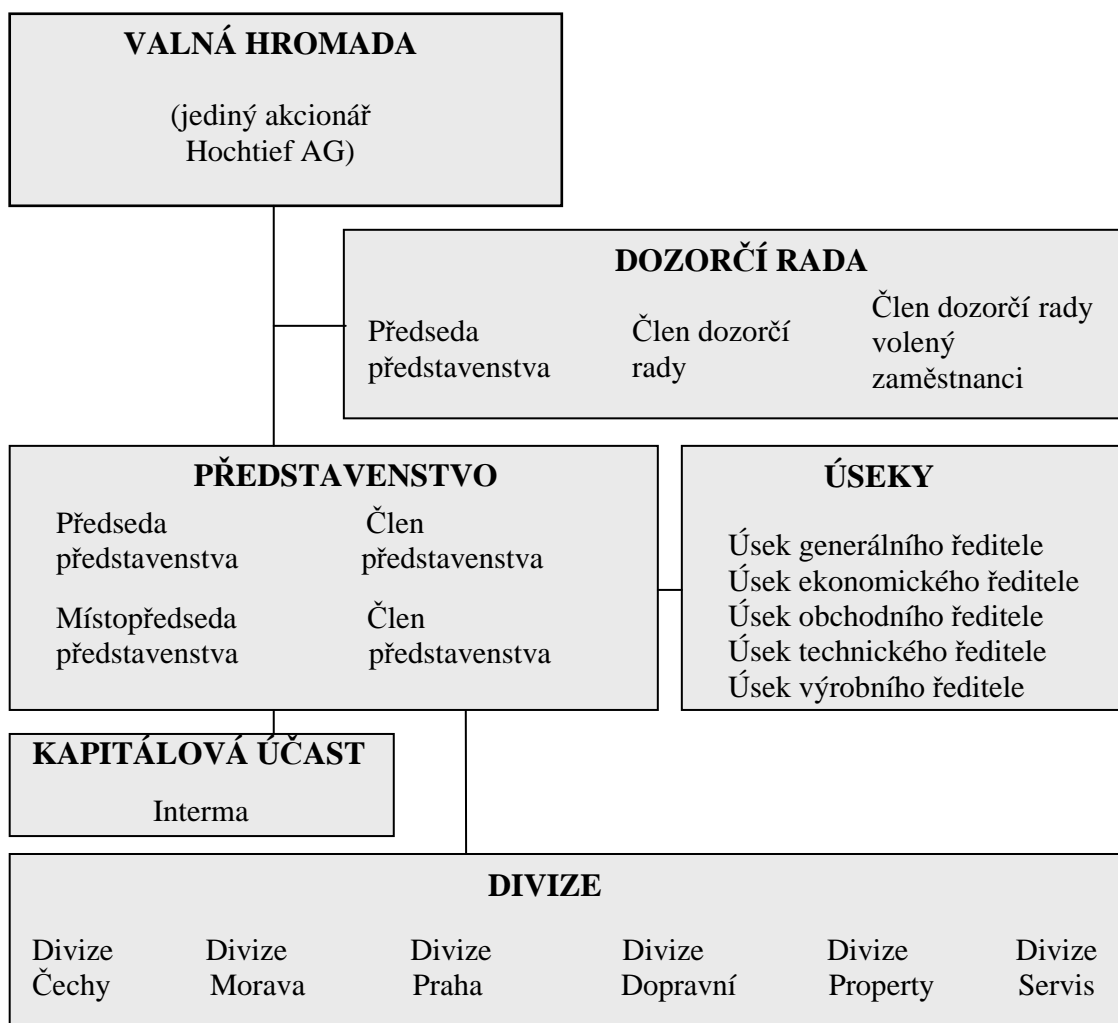 VALNÁ HROMADA
(jediný akcionář
Hochtief AG)
DOZORČÍ RADA
Předseda
představenstva
Člen dozorčí
rady
Člen dozorčí rady
volený
zaměstnanci
PŘEDSTAVENSTVO
Předseda
představenstva
Člen
představenstva
Místopředseda
představenstva
Člen
představenstva
ÚSEKY
Úsek generálního ředitele
Úsek ekonomického ředitele
Úsek obchodního ředitele
Úsek technického ředitele
Úsek výrobního ředitele
KAPITÁLOVÁ ÚČAST
Interma
DIVIZE
Divize
Čechy
Divize
Morava
Divize
Praha
Divize
Dopravní
Divize
Property
Divize
Servis